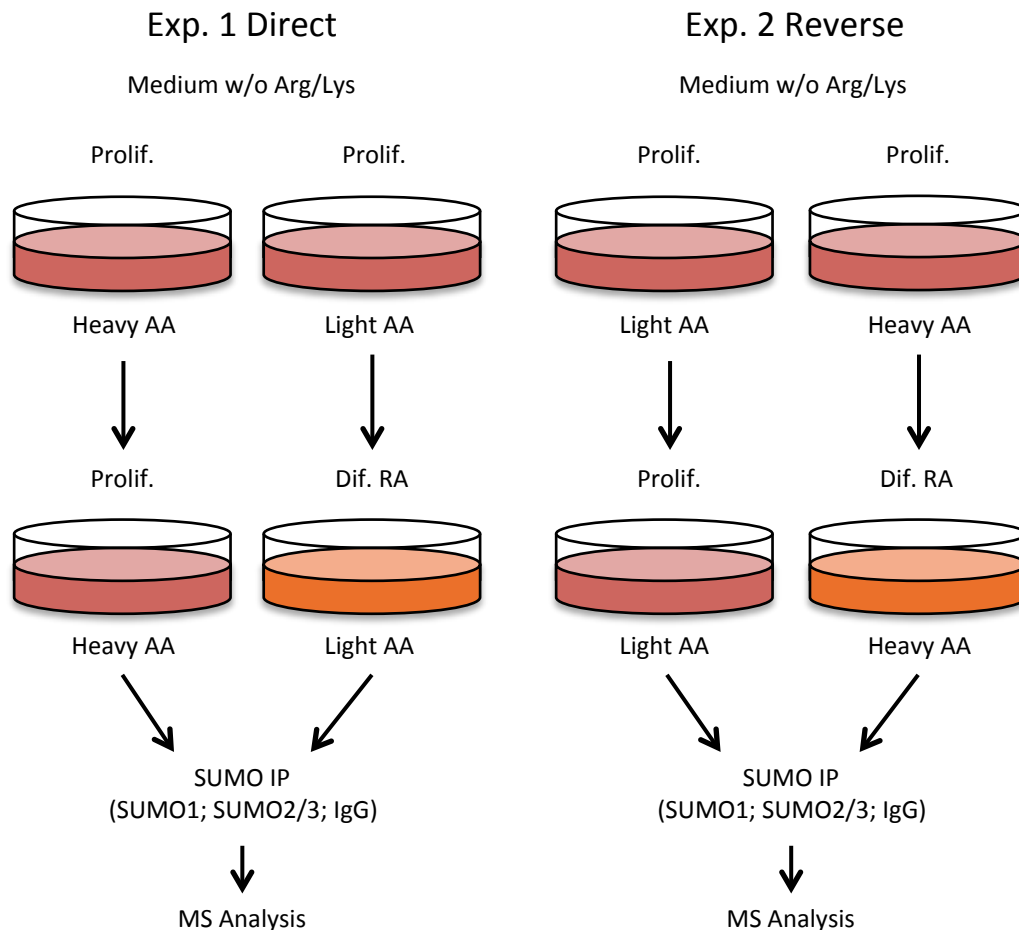 Exp. 1 Direct
Medium w/o Arg/Lys
Prolif.
Prolif.
Heavy AA
Light AA
Prolif.
Dif. RA
Heavy AA
Light AA
SUMO IP
(SUMO1; SUMO2/3; IgG)
MS Analysis
Exp. 2 Reverse
Medium w/o Arg/Lys
Prolif.
Prolif.
Light AA
Heavy AA
Prolif.
Dif. RA
Light AA
Heavy AA
SUMO IP
(SUMO1; SUMO2/3; IgG)
MS Analysis